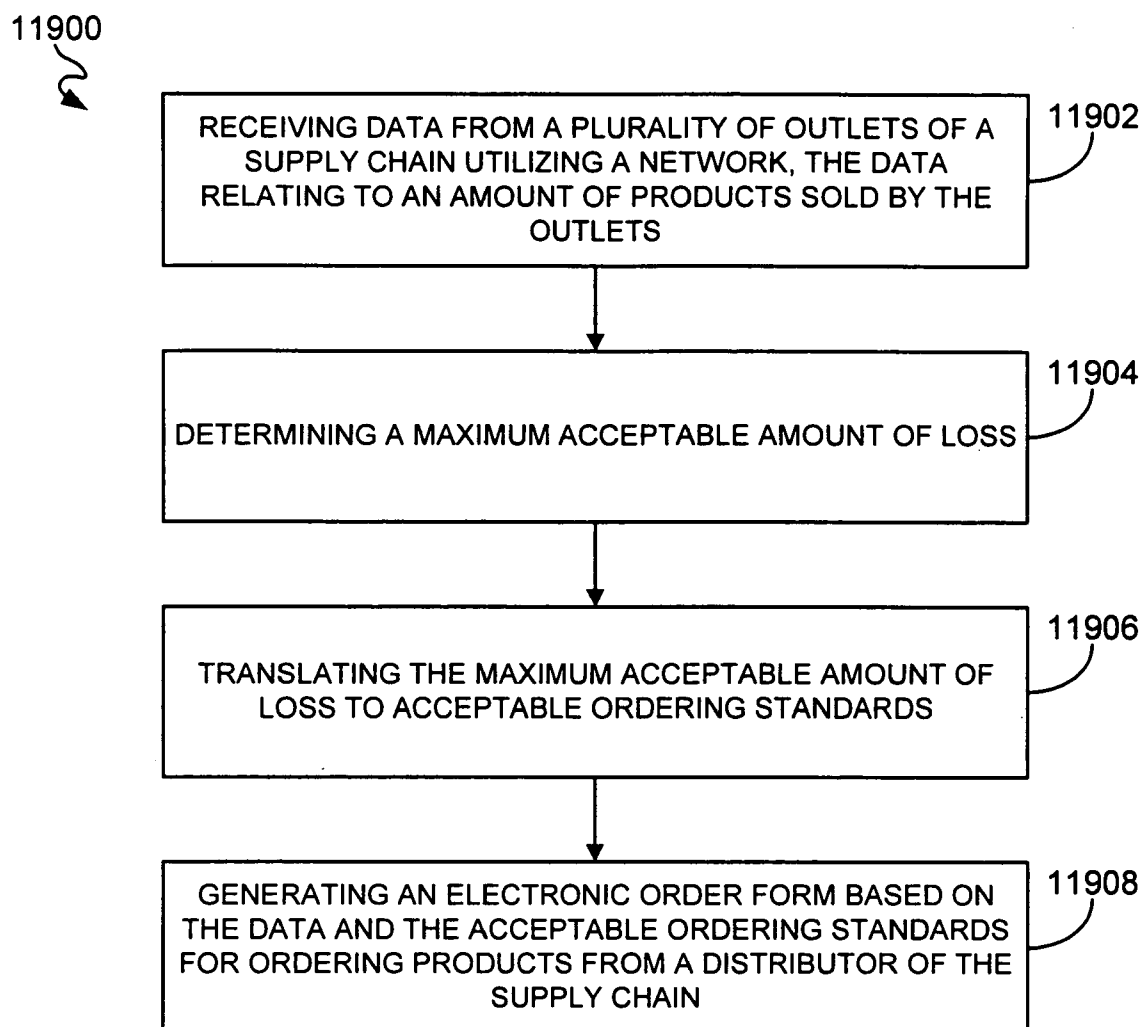 11900
RECEIVING DATA FROM A PLURALITY OF OUTLETS OF A
SUPPLY CHAIN UTILIZING A NETWORK, THE DATA
RELATING TO AN AMOUNT OF PRODUCTS SOLD BY THE
OUTLETS
11902
DETERMINING A MAXIMUM ACCEPTABLE AMOUNT OF LOSS
11904
TRANSLATING THE MAXIMUM ACCEPTABLE AMOUNT OF
LOSS TO ACCEPTABLE ORDERING STANDARDS
11906
GENERATING AN ELECTRONIC ORDER FORM BASED ON
THE DATA AND THE ACCEPTABLE ORDERING STANDARDS
FOR ORDERING PRODUCTS FROM A DISTRIBUTOR OF THE
SUPPLY CHAIN
11908